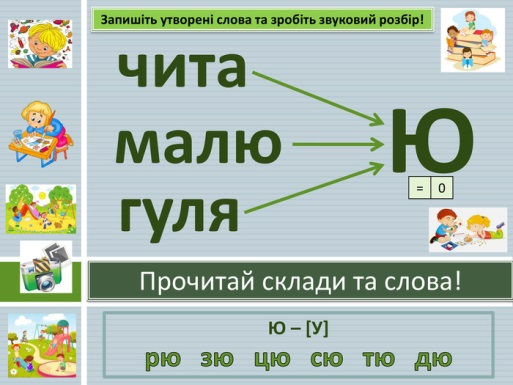 Запишіть утворені слова та зробіть звуковий розбір!
чита
малю
гуля
Ю
= 0
Прочитай склади та слова!
Ю – [У]
рю зю цю сю тю дю